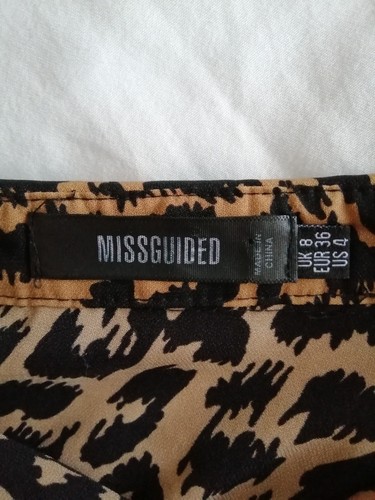 MISSGUIDED
MADE IN
CHINA
UK 8
EUR 36
US 4